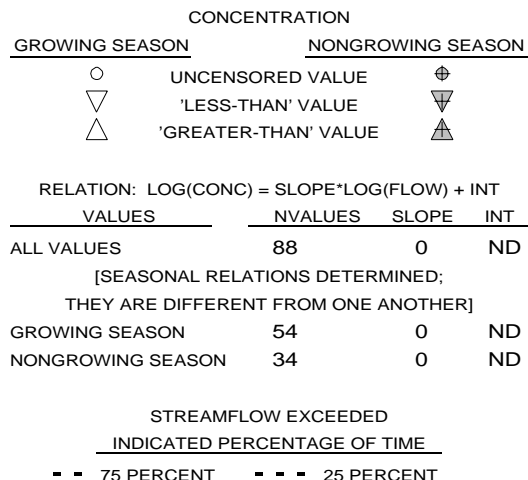 CONCENTRATION
GROWING SEASON NONGROWING SEASON
UNCENSORED VALUE
'LESS-THAN' VALUE
'GREATER-THAN' VALUE
RELATION: LOG(CONC) = SLOPE*LOG(FLOW) + INT
VALUES NVALUES SLOPE INT
ALL VALUES 88 0 ND
[SEASONAL RELATIONS DETERMINED;
THEY ARE DIFFERENT FROM ONE ANOTHER]
GROWING SEASON 54 0 ND
NONGROWING SEASON 34 0 ND
STREAMFLOW EXCEEDED
INDICATED PERCENTAGE OF TIME
75 PERCENT 25 PERCENT